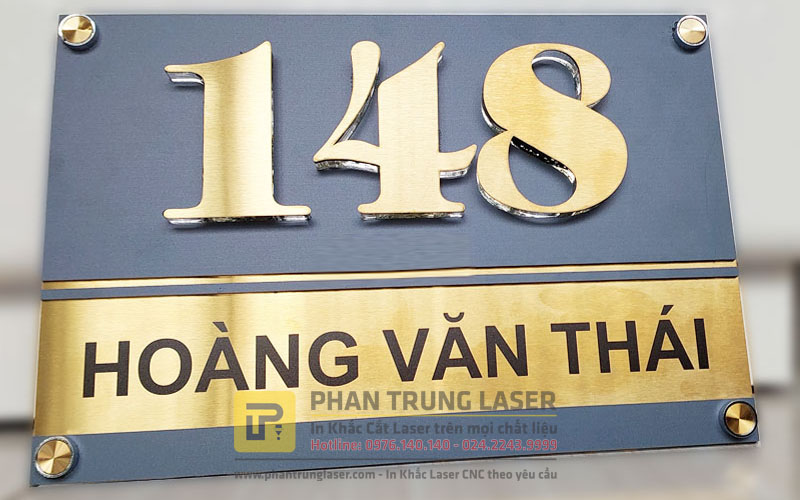 148
HOÀNG VĂN THÁI
PHAN TRUNG LASER
In Khắc Cắt Laser trên mọi chất liệu
Hotline: 0976.140.140 - 024.2243.9999
www.phantrunglaser.com - In Khắc Laser CNC theo yêu cầu